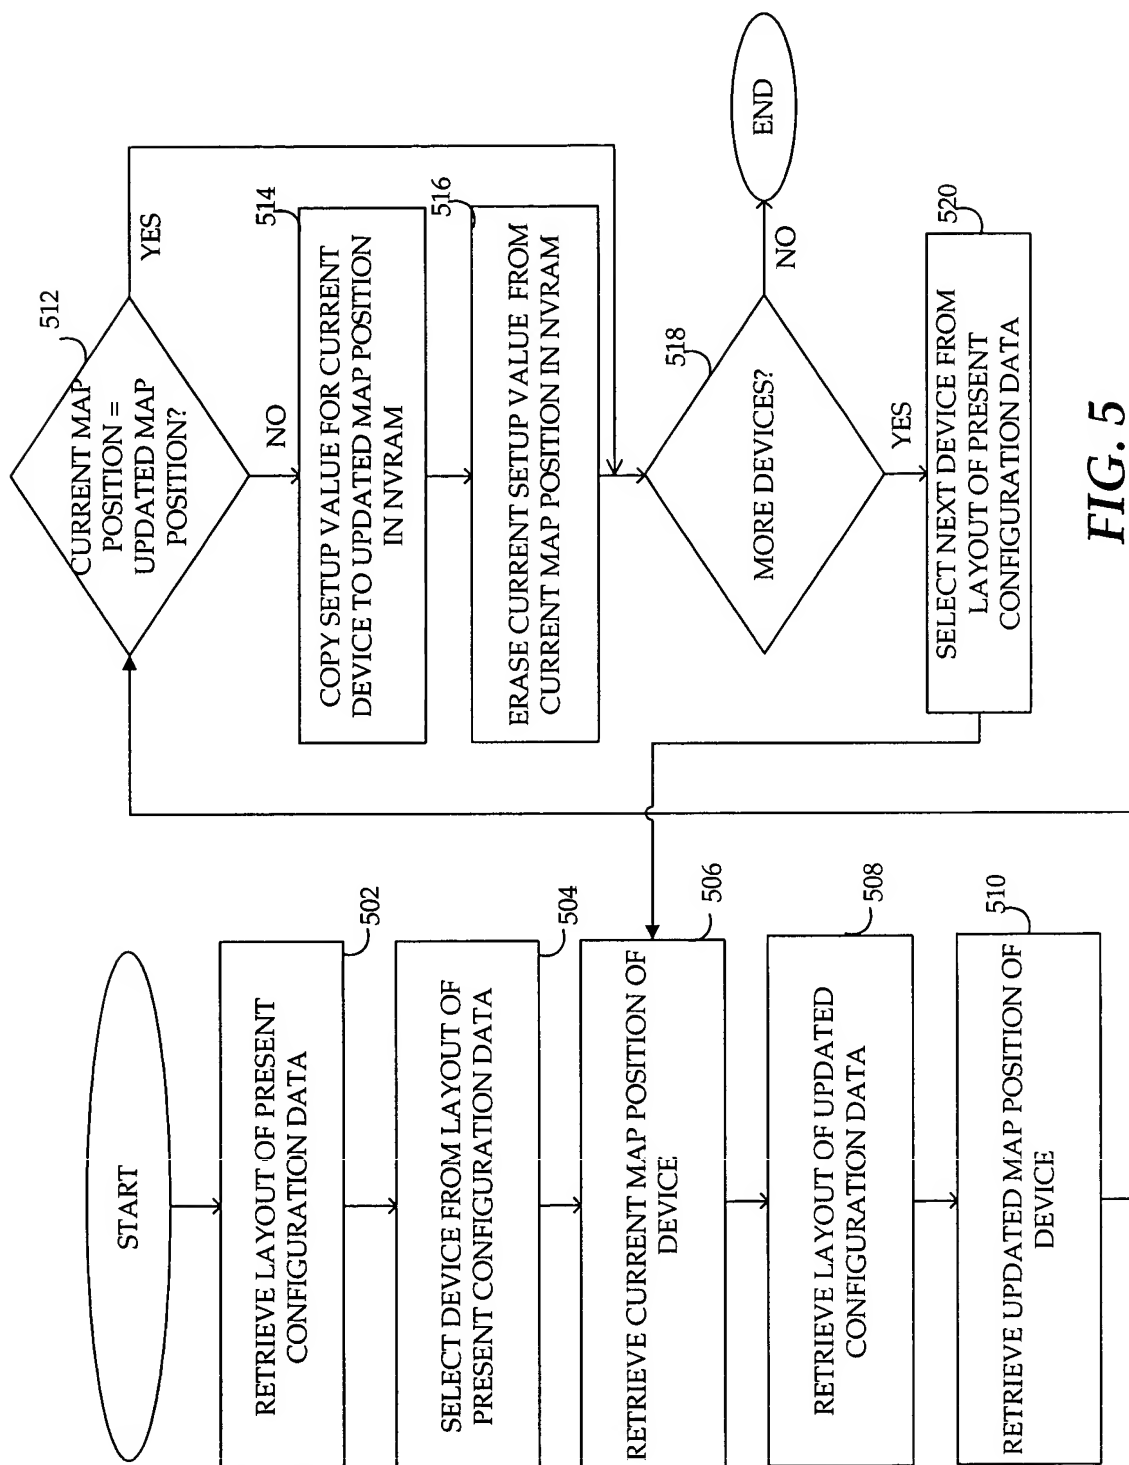 START
RETRIEVE LAYOUT OF PRESENT
CONFIGURATION DATA
502
SELECT DEVICE FROM LAYOUT OF
PRESENT CONFIGURATION DATA
504
RETRIEVE CURRENT MAP POSITION OF
DEVICE
506
RETRIEVE LAYOUT OF UPDATED
CONFIGURATION DATA
508
RETRIEVE UPDATED MAP POSITION OF
DEVICE
510
CURRENT MAP
POSITION =
UPDATED MAP
POSITION?
512
YES
NO
COPY SETUP VALUE FOR CURRENT
DEVICE TO UPDATED MAP POSITION
IN NVRAM
514
ERASE CURRENT SETUP VALUE FROM
CURRENT MAP POSITION IN NVRAM
516
MORE DEVICES?
518
NO
END
YES
SELECT NEXT DEVICE FROM
LAYOUT OF PRESENT
CONFIGURATION DATA
520
FIG. 5